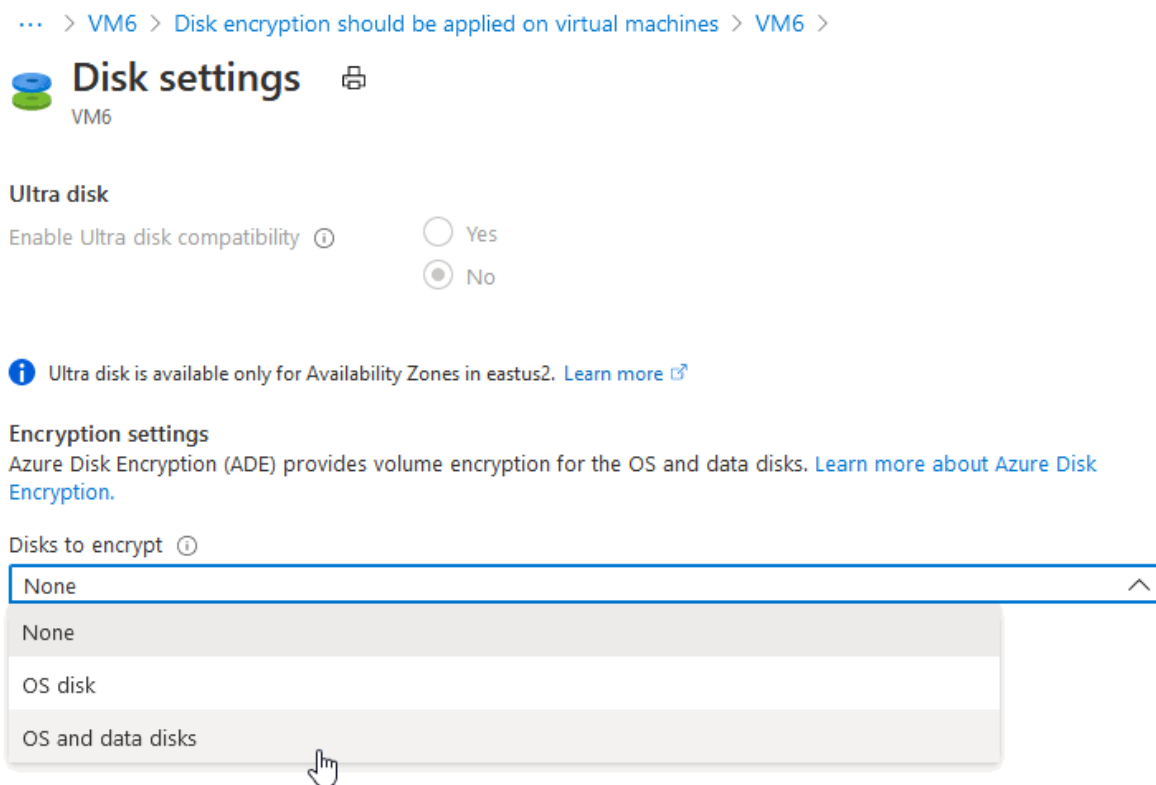 ··· > VM6 > Disk encryption should be applied on virtual machines > VM6 >
Disk settings
VM6
Ultra disk
Enable Ultra disk compatibility
Yes
No
Ultra disk is available only for Availability Zones in eastus2. Learn more
Encryption settings
Azure Disk Encryption (ADE) provides volume encryption for the OS and data disks. Learn more about Azure Disk
Encryption.
Disks to encrypt
None
None
OS disk
OS and data disks